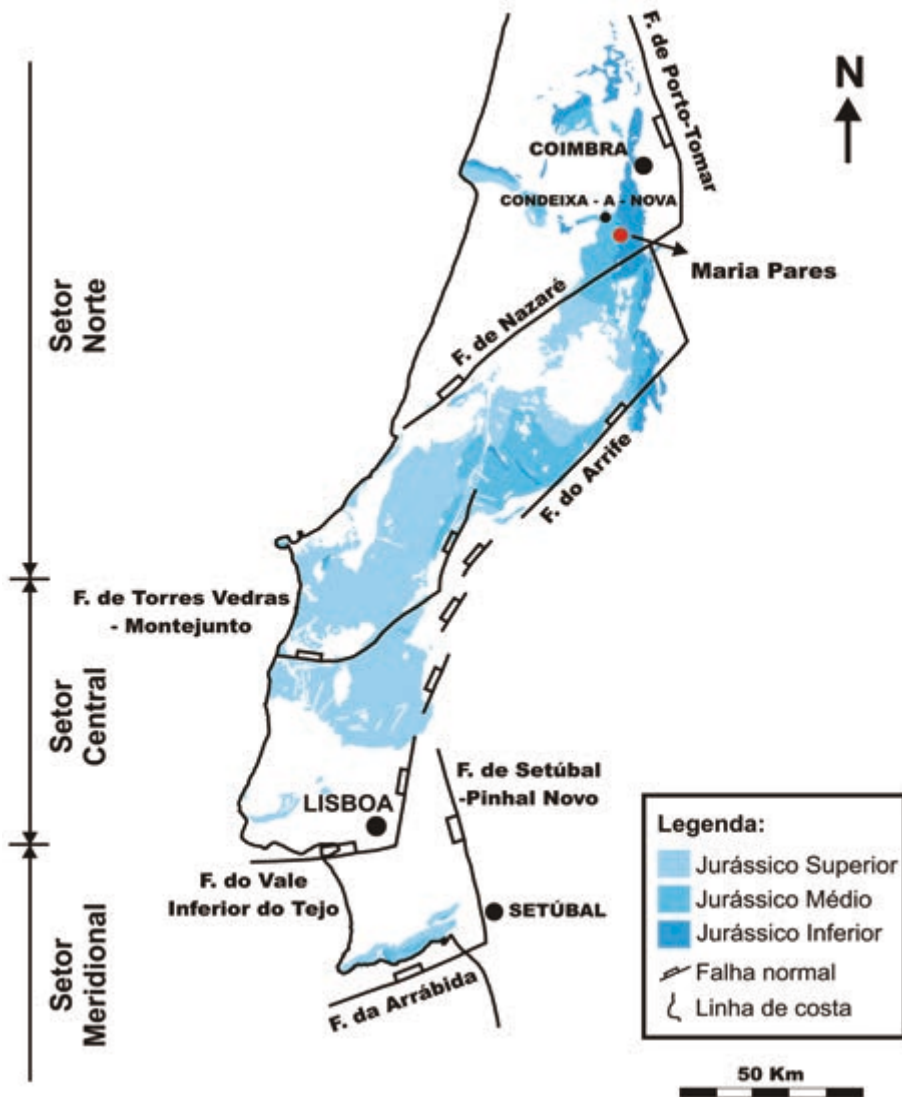 F. de Porto-Tomar
N
COIMBRA
CONDEIXA - A - NOVA
Maria Pares
Setor
Norte
F. de Nazaré
F. do Arrife
F. de Torres Vedras
- Montejunto
Setor
Central
F. de Setúbal
-Pinhal Novo
LISBOA
F. do Vale
Inferior do Tejo
SETÚBAL
Setor
Meridional
F. da Arrábida
Legenda:
Jurássico Superior
Jurássico Médio
Jurássico Inferior
Falha normal
Linha de costa
50 Km